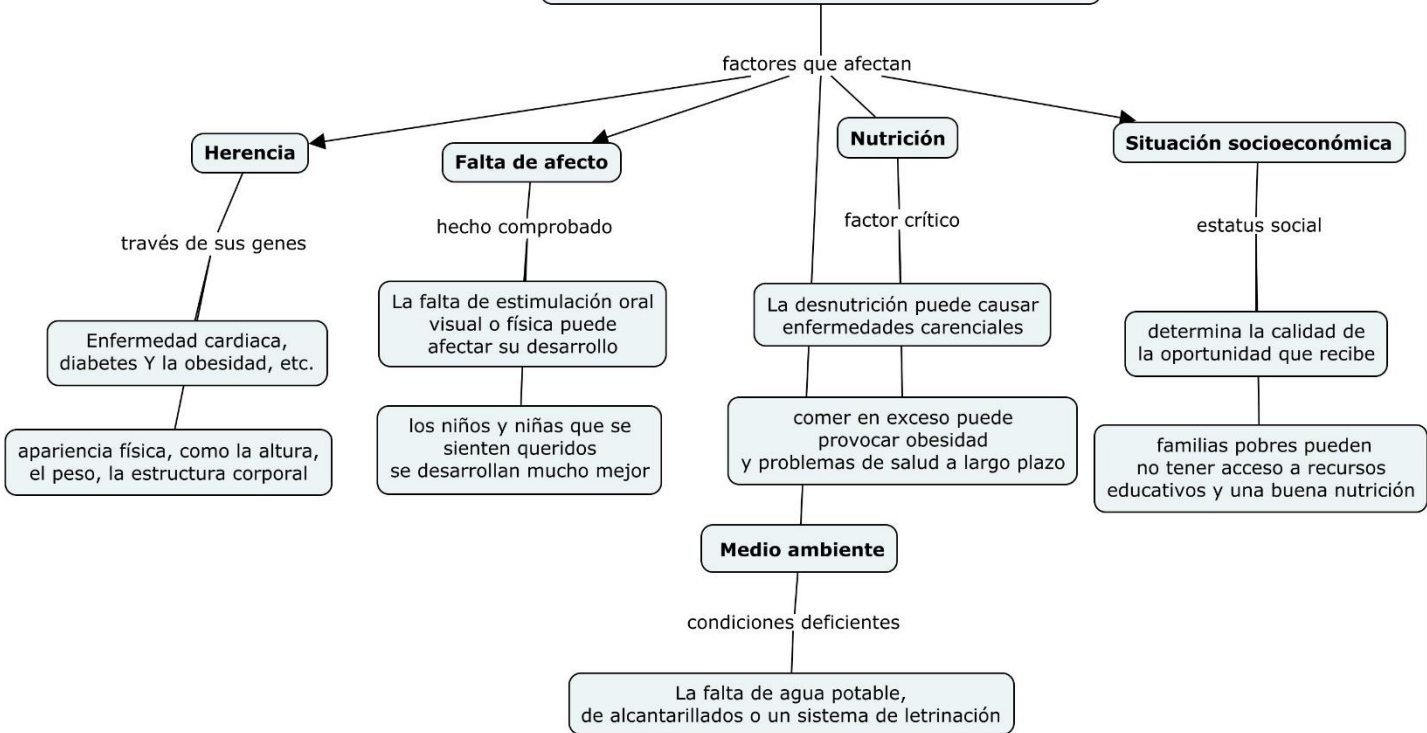 factores que afectan
Herencia
través de sus genes
Enfermedad cardiaca,
diabetes Y la obesidad, etc.
apariencia física, como la altura,
el peso, la estructura corporal
Falta de afecto
hecho comprobado
La falta de estimulación oral
visual o física puede
afectar su desarrollo
los niños y niñas que se
sienten queridos
se desarrollan mucho mejor
Nutrición
factor crítico
La desnutrición puede causar
enfermedades carenciales
comer en exceso puede
provocar obesidad
y problemas de salud a largo plazo
Medio ambiente
condiciones deficientes
La falta de agua potable,
de alcantarillados o un sistema de letrinación
Situación socioeconómica
estatus social
determina la calidad de
la oportunidad que recibe
familias pobres pueden
no tener acceso a recursos
educativos y una buena nutrición